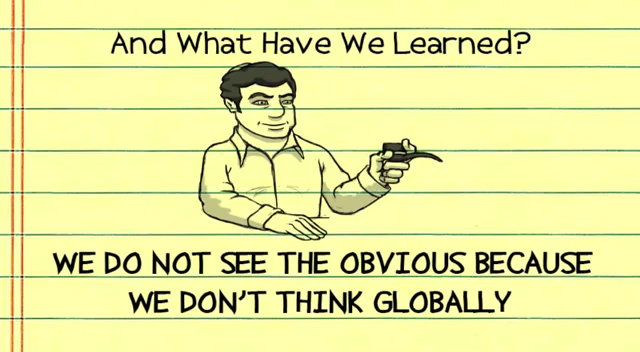 And What Have We Learned?
WE DO NOT SEE THE OBVIOUS BECAUSE
WE DON'T THINK GLOBALLY